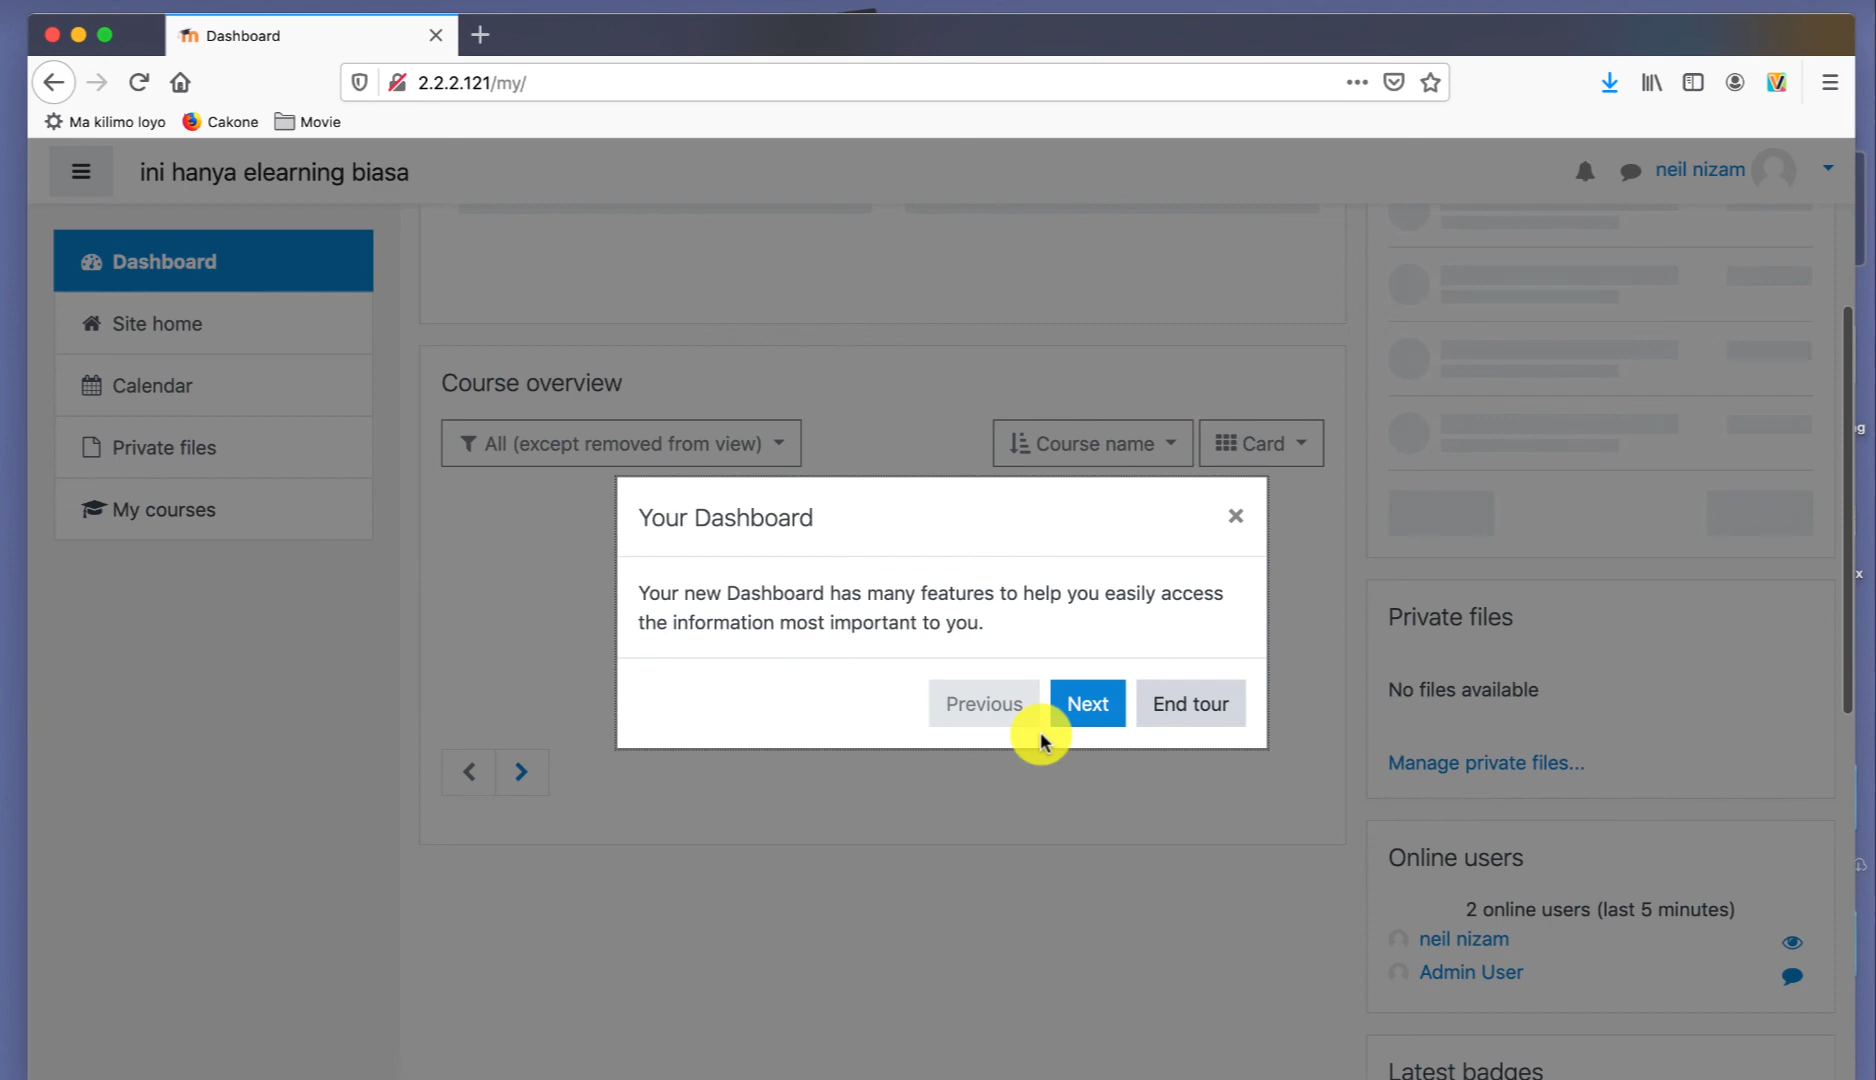 Dashboard
2.2.2.121/my/
Ma kilimo loyo Cakone Movie
ini hanya elearning biasa
neil nizam
Dashboard
Site home
Calendar
Private files
My courses
Course overview
All (except removed from view)
Course name
Card
Your Dashboard
Your new Dashboard has many features to help you easily access
the information most important to you.
Previous
Next
End tour
Private files
No files available
Manage private files...
Online users
2 online users (last 5 minutes)
neil nizam
Admin User
Latest badges